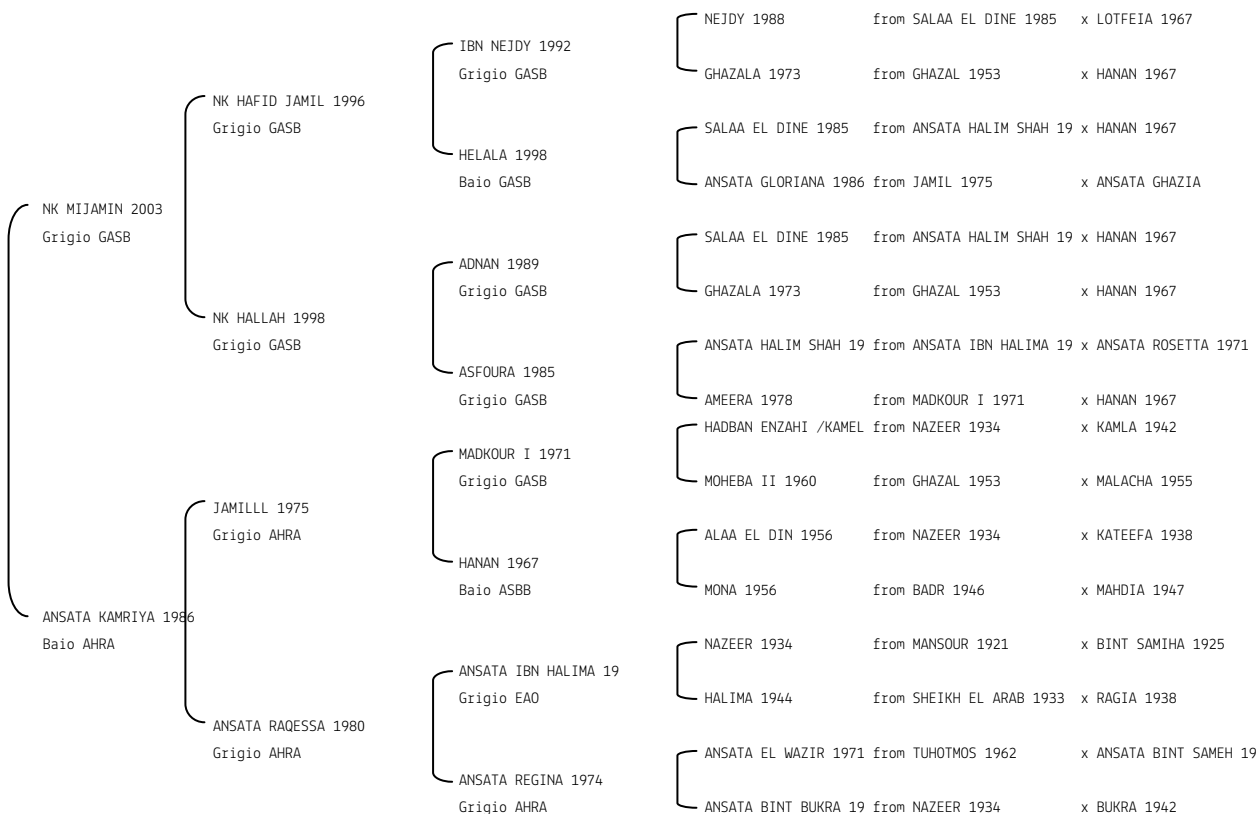 NEJDY 1988 from SALAA EL DINE 1985 x LOTFEIA 1967
IBN NEJDY 1992
Grigio GASB
GHAZALA 1973 from GHAZAL 1953 x HANAN 1967
NK HAFID JAMIL 1996
Grigio GASB
SALAA EL DINE 1985 from ANSATA HALIM SHAH 19 x HANAN 1967
HELALA 1998
Baio GASB
ANSATA GLORIANA 1986 from JAMIL 1975 x ANSATA GHAZIA
NK MIJAMIN 2003
Grigio GASB
SALAA EL DINE 1985 from ANSATA HALIM SHAH 19 x HANAN 1967
ADNAN 1989
Grigio GASB
GHAZALA 1973 from GHAZAL 1953 x HANAN 1967
NK HALLAH 1998
Grigio GASB
ANSATA HALIM SHAH 19 from ANSATA IBN HALIMA 19 x ANSATA ROSETTA 1971
ASFOURA 1985
Grigio GASB
AMEERA 1978 from MADKOUR I 1971 x HANAN 1967
HADBAN ENZAHI /KAMEL from NAZEER 1934 x KAMLA 1942
MADKOUR I 1971
Grigio GASB
MOHEBA II 1960 from GHAZAL 1953 x MALACHA 1955
JAMILLL 1975
Grigio AHRA
ALAA EL DIN 1956 from NAZEER 1934 x KATEEFA 1938
HANAN 1967
Baio ASBB
MONA 1956 from BADR 1946 x MAHDIA 1947
ANSATA KAMRIYA 1986
Baio AHRA
NAZEER 1934 from MANSOUR 1921 x BINT SAMIHA 1925
ANSATA IBN HALIMA 19
Grigio EAO
HALIMA 1944 from SHEIKH EL ARAB 1933 x RAGIA 1938
ANSATA RAQESSA 1980
Grigio AHRA
ANSATA EL WAZIR 1971 from TUHOTMOS 1962 x ANSATA BINT SAMEH 19
ANSATA REGINA 1974
Grigio AHRA
ANSATA BINT BUKRA 19 from NAZEER 1934 x BUKRA 1942